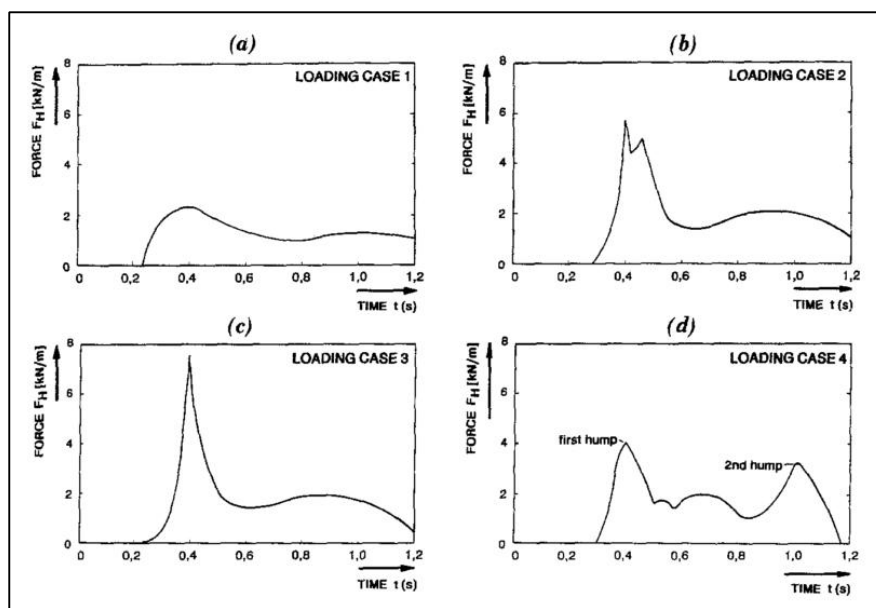 (a)
LOADING CASE 1
FORCE F_H [kN/m]
8
6
4
2
0
0 0,2 0,4 0,6 0,8 1,0 1,2
TIME t (s)
(b)
LOADING CASE 2
FORCE F_H [kN/m]
8
6
4
2
0
0 0,2 0,4 0,6 0,8 1,0 1,2
TIME t (s)
(c)
LOADING CASE 3
FORCE F_H [kN/m]
8
6
4
2
0
0 0,2 0,4 0,6 0,8 1,0 1,2
TIME t (s)
(d)
LOADING CASE 4
FORCE F_H [kN/m]
8
6
4
2
0
first hump
2nd hump
0 0,2 0,4 0,6 0,8 1,0 1,2
TIME t (s)